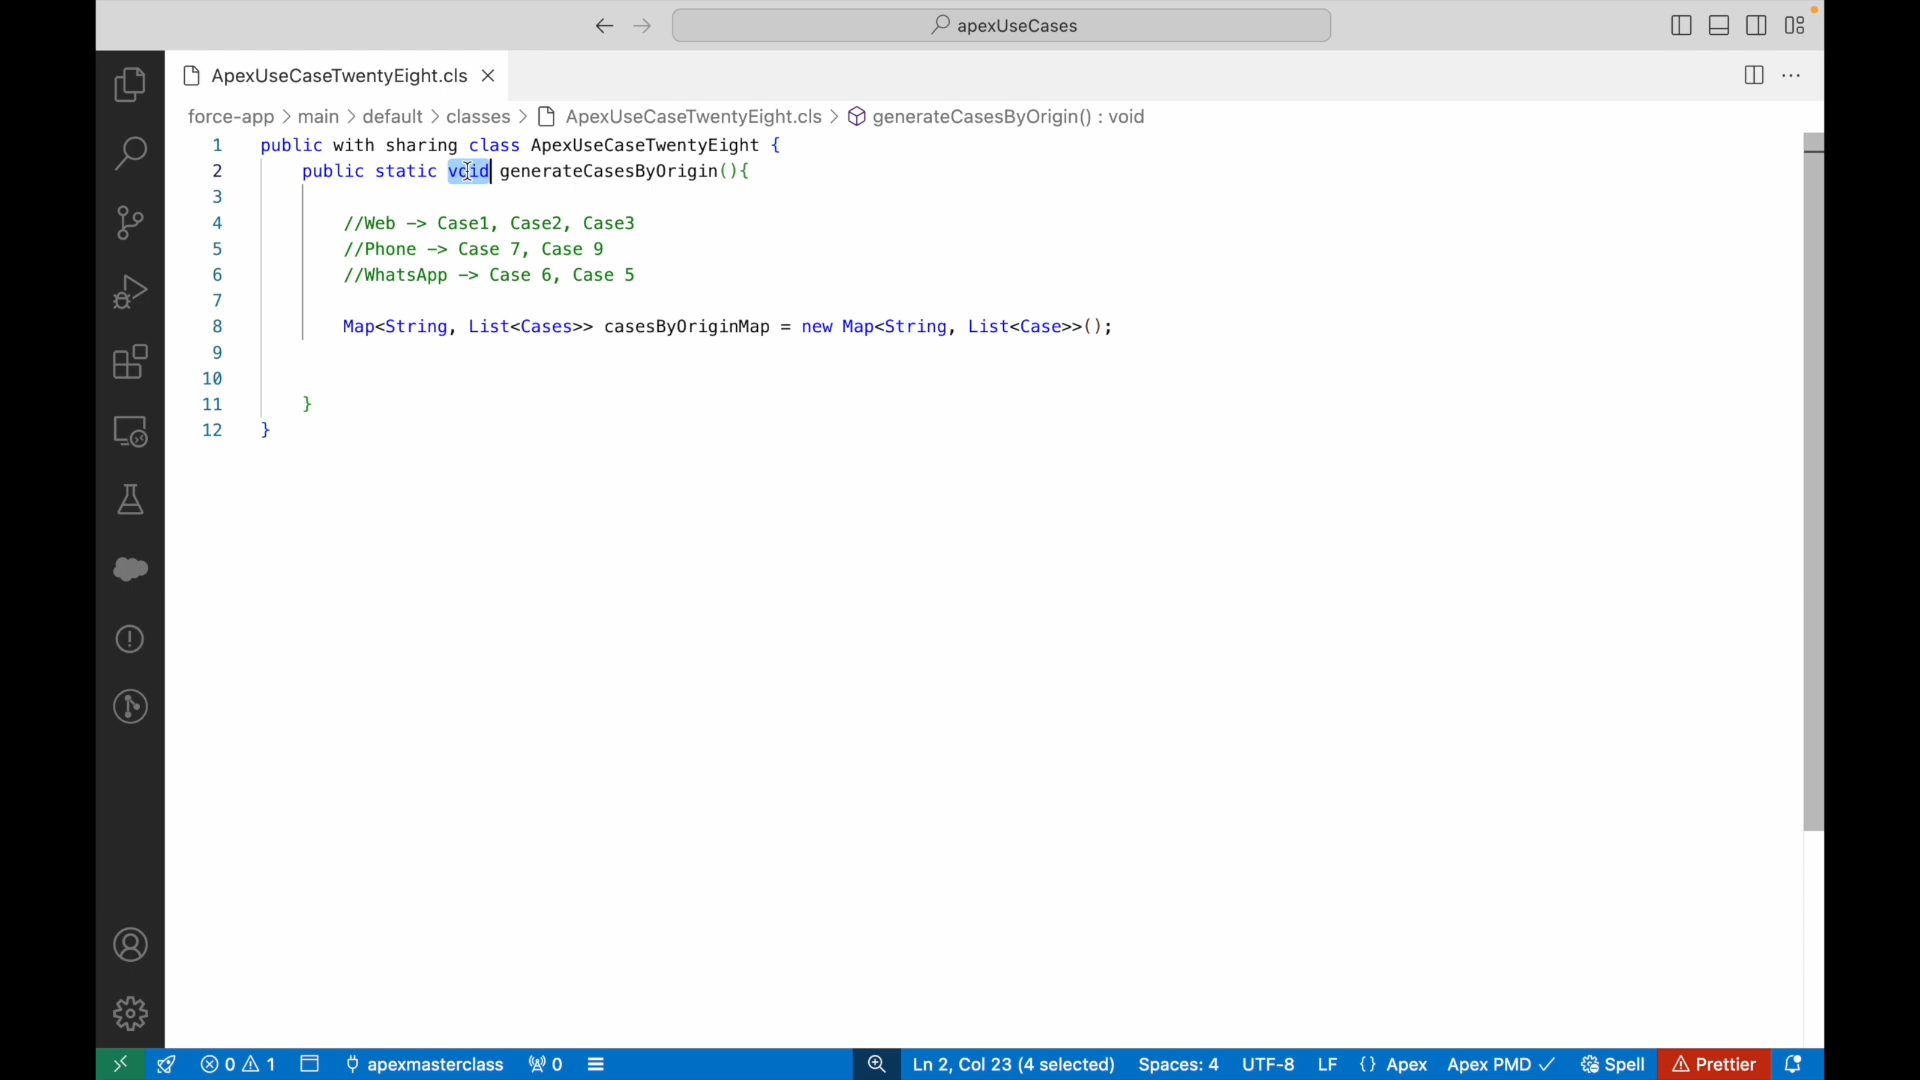 apexUseCases
ApexUseCaseTwentyEight.cls
force-app > main > default > classes > ApexUseCaseTwentyEight.cls > generateCasesByOrigin() : void
1 public with sharing class ApexUseCaseTwentyEight {
2 public static void generateCasesByOrigin(){
3
4 //Web -> Case1, Case2, Case3
5 //Phone -> Case 7, Case 9
6 //WhatsApp -> Case 6, Case 5
7
8 Map<String, List<Cases>> casesByOriginMap = new Map<String, List<Case>>();
9
10
11 }
12 }
0 1 apexmasterclass 0 Ln 2, Col 23 (4 selected) Spaces: 4 UTF-8 LF {} Apex Apex PMD Spell Prettier